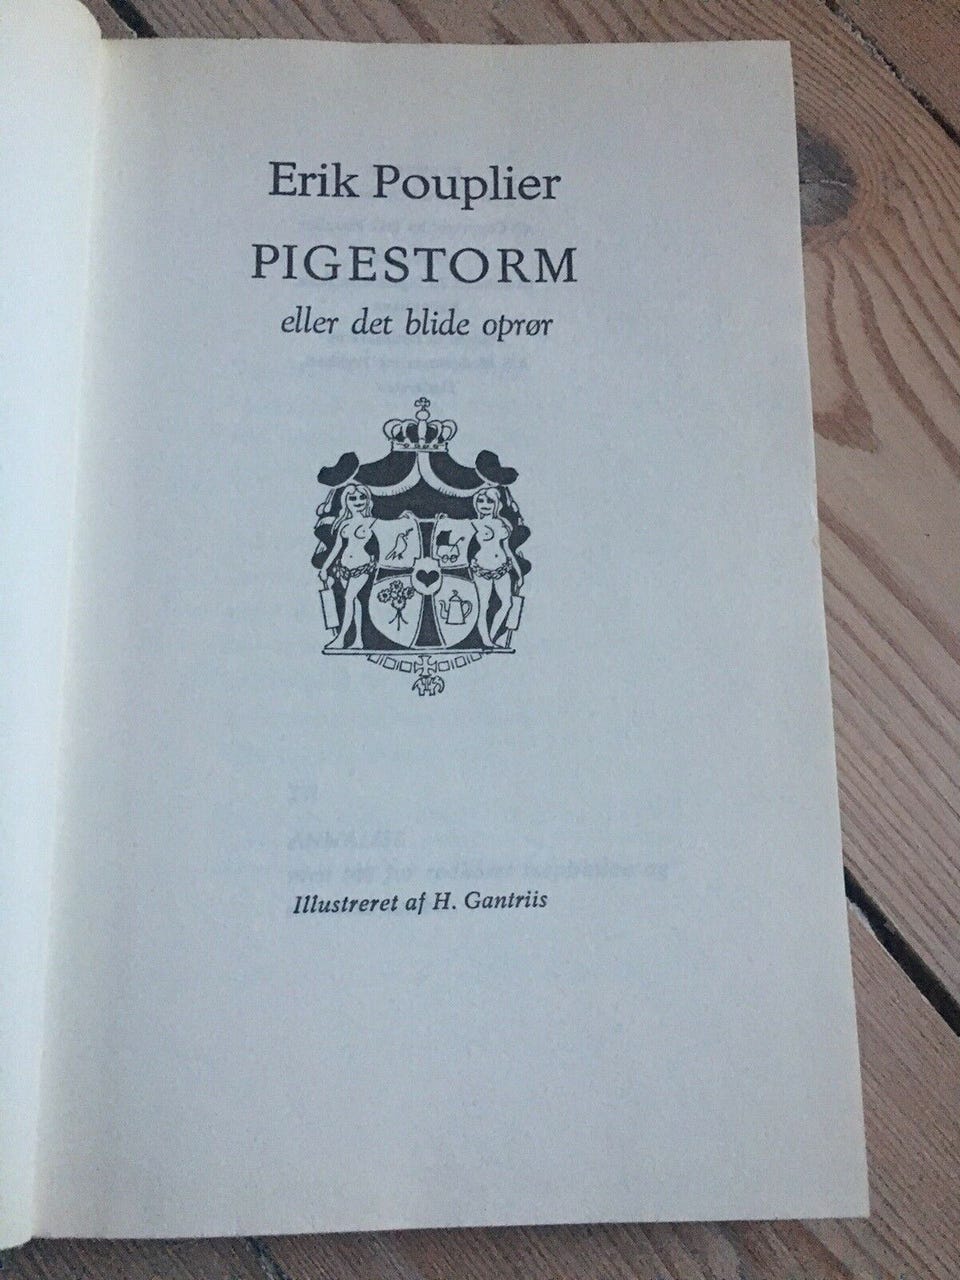 Erik Pouplier
PIGESTORM
eller det blide oprør
Illustreret af H. Gantriis